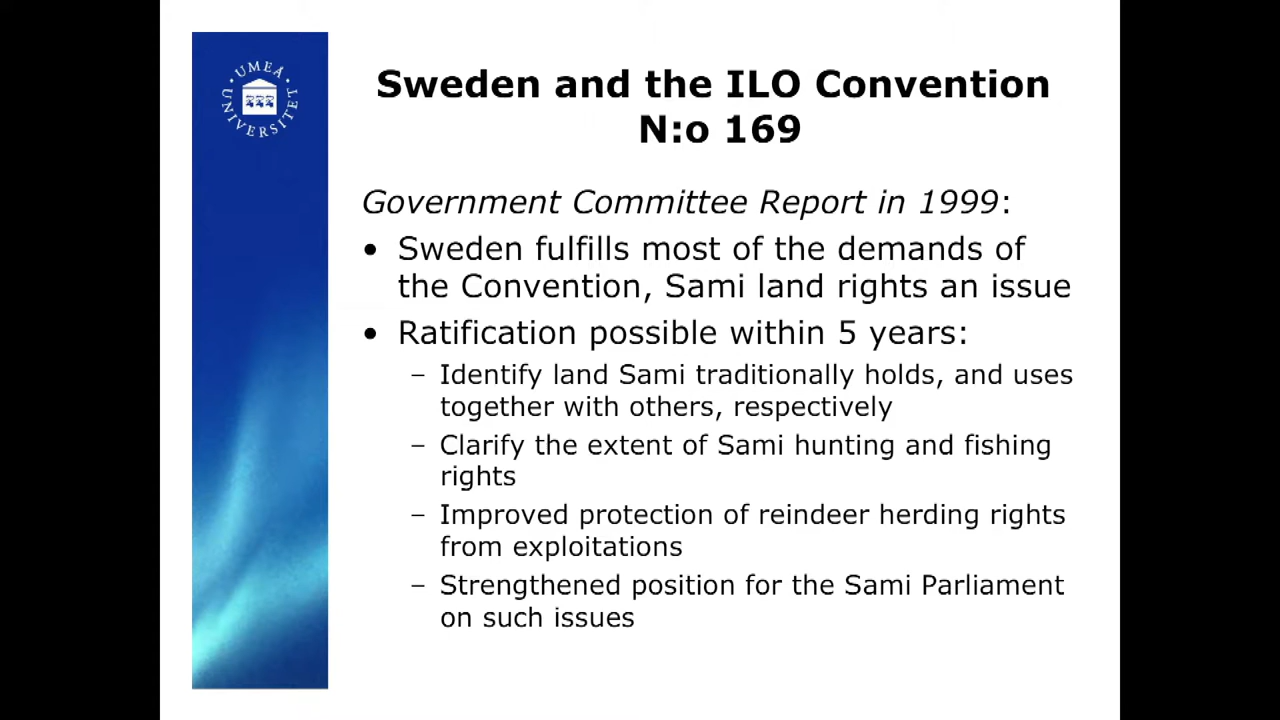 UMEÅ
UNIVERSITET
Sweden and the ILO Convention
N:o 169
Government Committee Report in 1999:
• Sweden fulfills most of the demands of
the Convention, Sami land rights an issue
• Ratification possible within 5 years:
– Identify land Sami traditionally holds, and uses
together with others, respectively
– Clarify the extent of Sami hunting and fishing
rights
– Improved protection of reindeer herding rights
from exploitations
– Strengthened position for the Sami Parliament
on such issues